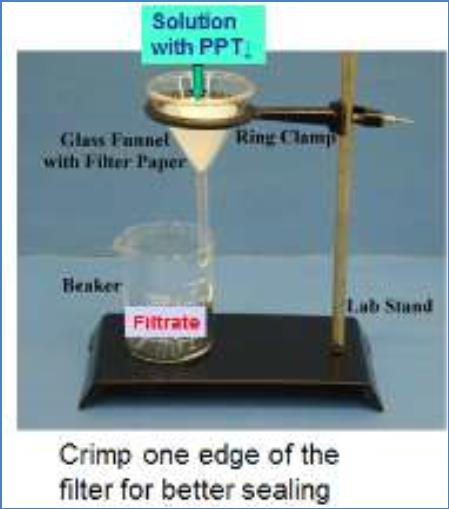 Solution
with PPT↓
Glass Funnel
with Filter Paper
Ring Clamp
Beaker
Filtrate
Lab Stand
Crimp one edge of the
filter for better sealing